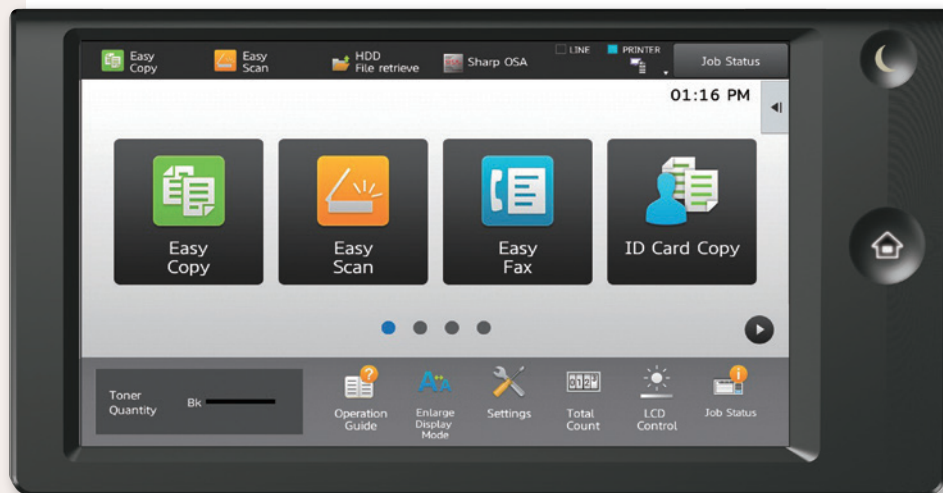 Easy
Copy
Easy
Scan
HDD
File retrieve
Sharp OSA
LINE
PRINTER
Job Status
01:16 PM
Easy
Copy
Easy
Scan
Easy
Fax
ID Card Copy
Toner
Quantity
Bk
Operation
Guide
Enlarge
Display
Mode
Settings
Total
Count
LCD
Control
Job Status